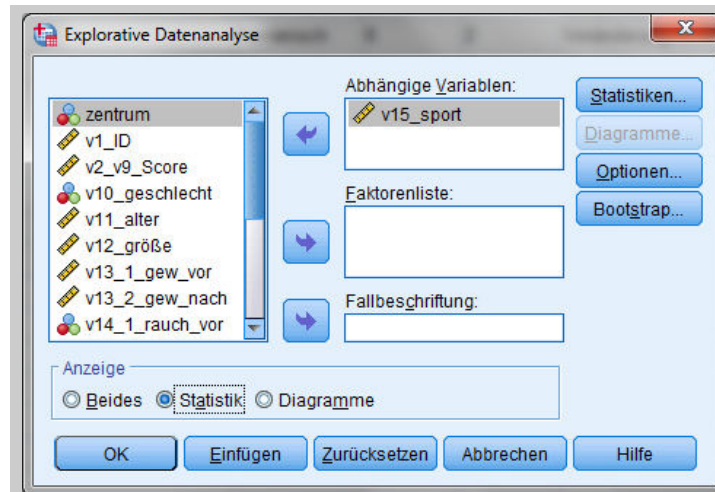 Explorative Datenanalyse
zentrum
v1_ID
v2_v9_Score
v10_geschlecht
v11_alter
v12_größe
v13_1_gew_vor
v13_2_gew_nach
v14_1_rauch_vor
Abhängige Variablen:
v15_sport
Faktorenliste:
Fallbeschriftung:
Statistiken...
Diagramme...
Optionen...
Bootstrap...
Anzeige
Beides
Statistik
Diagramme
OK
Einfügen
Zurücksetzen
Abbrechen
Hilfe